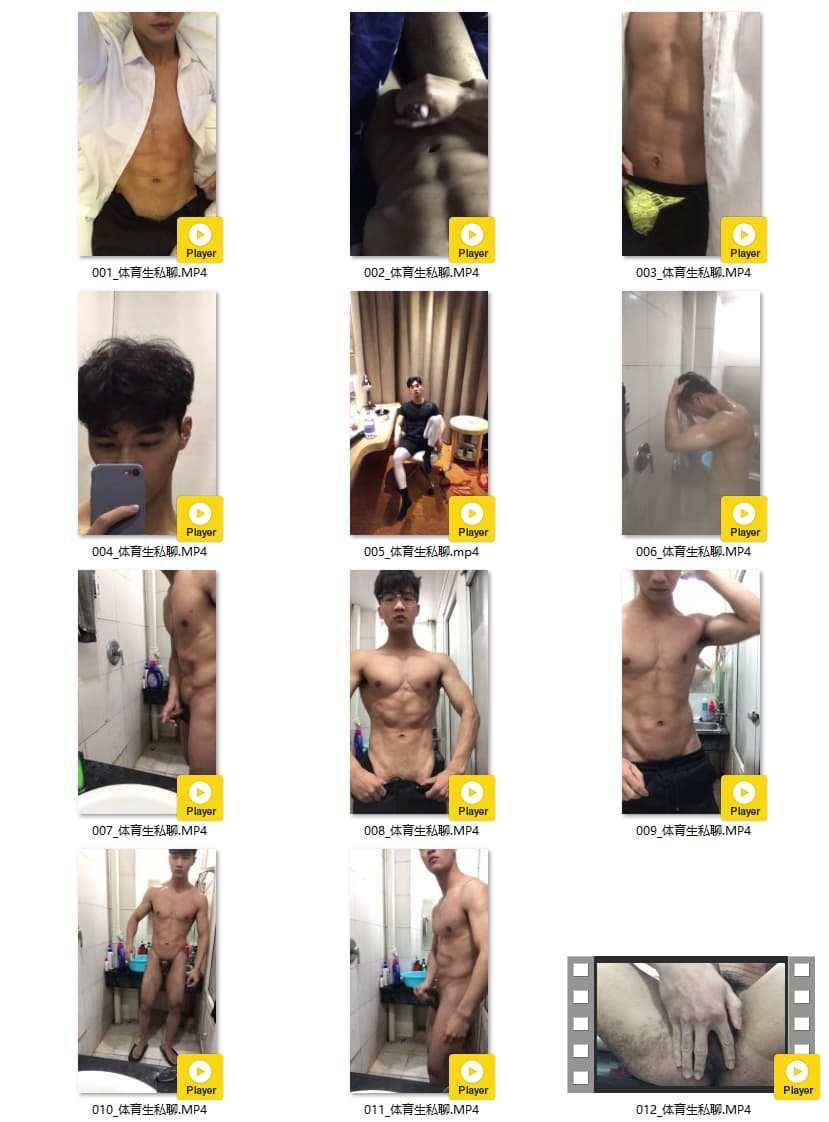 Player
Player
Player
001_体育生私聊.MP4
002_体育生私聊.MP4
003_体育生私聊.MP4
Player
Player
Player
004_体育生私聊.MP4
005_体育生私聊.mp4
006_体育生私聊.MP4
Player
Player
Player
007_体育生私聊.MP4
008_体育生私聊.MP4
009_体育生私聊.MP4
Player
Player
Player
010_体育生私聊.MP4
011_体育生私聊.MP4
012_体育生私聊.MP4